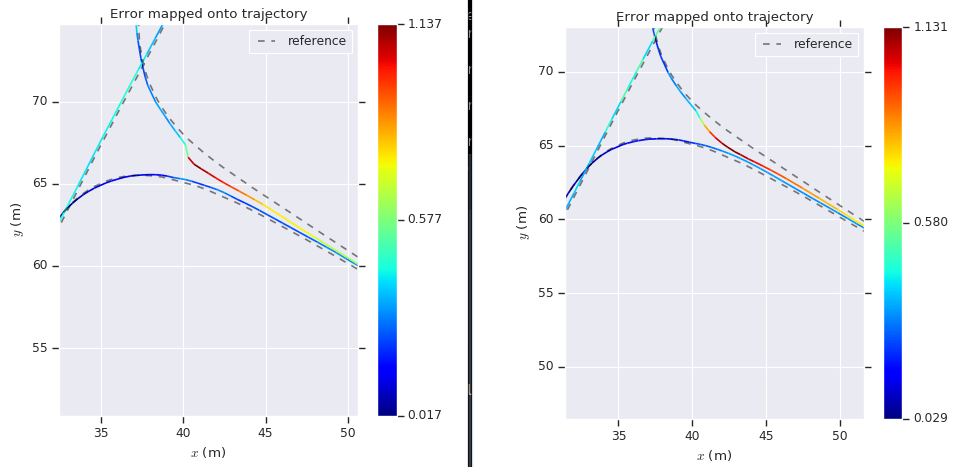 Error mapped onto trajectory
reference
70
65
60
55
35
40
45
50
x (m)
y (m)
1.137
0.577
0.017
Error mapped onto trajectory
reference
70
65
60
55
50
35
40
45
50
x (m)
y (m)
1.131
0.580
0.029